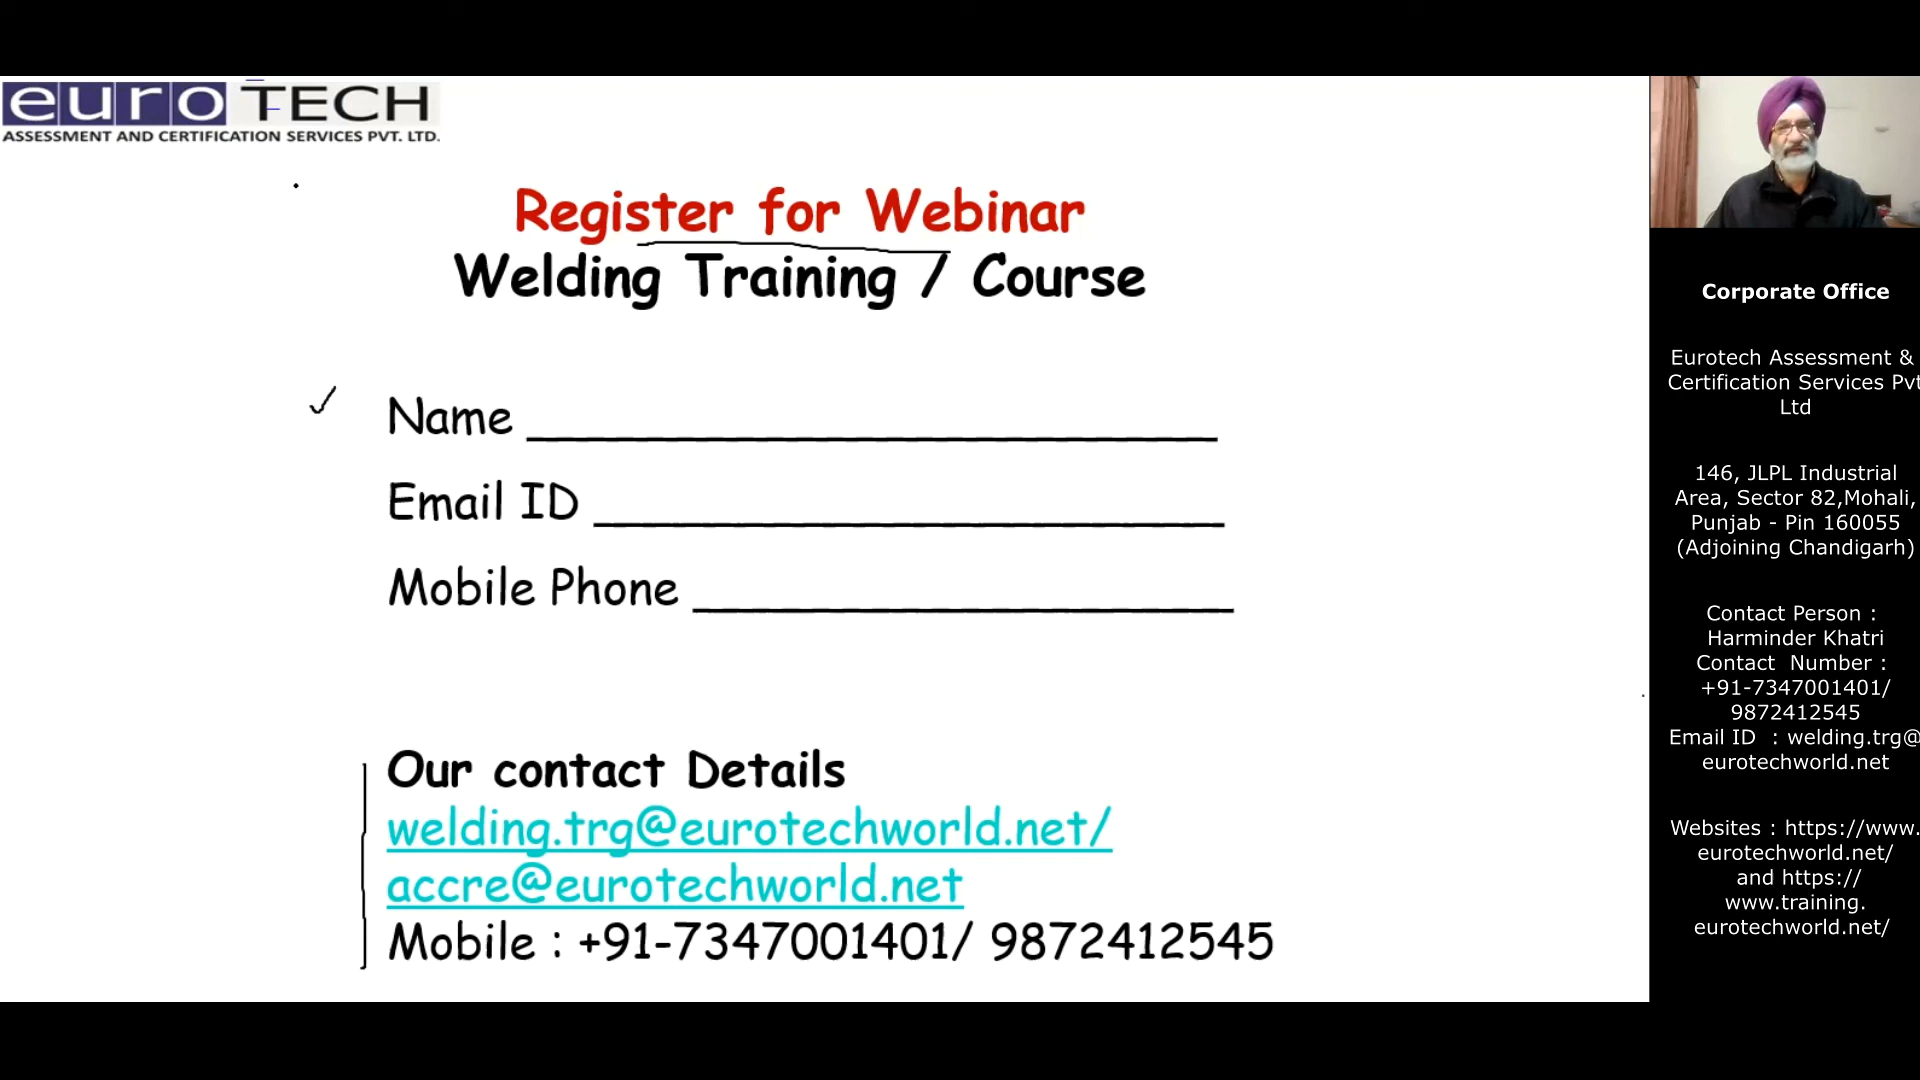 euroTECH
ASSESSMENT AND CERTIFICATION SERVICES PVT. LTD.
Register for Webinar
Welding Training / Course
Name _______________________
Email ID _____________________
Mobile Phone __________________
Our contact Details
welding.trg@eurotechworld.net/
accre@eurotechworld.net
Mobile : +91-7347001401/ 9872412545
Corporate Office
Eurotech Assessment &
Certification Services Pvt
Ltd
146, JLPL Industrial
Area, Sector 82,Mohali,
Punjab - Pin 160055
(Adjoining Chandigarh)
Contact Person :
Harminder Khatri
Contact Number :
+91-7347001401/
9872412545
Email ID : welding.trg@
eurotechworld.net
Websites : https://www.
eurotechworld.net/
and https://
www.training.
eurotechworld.net/